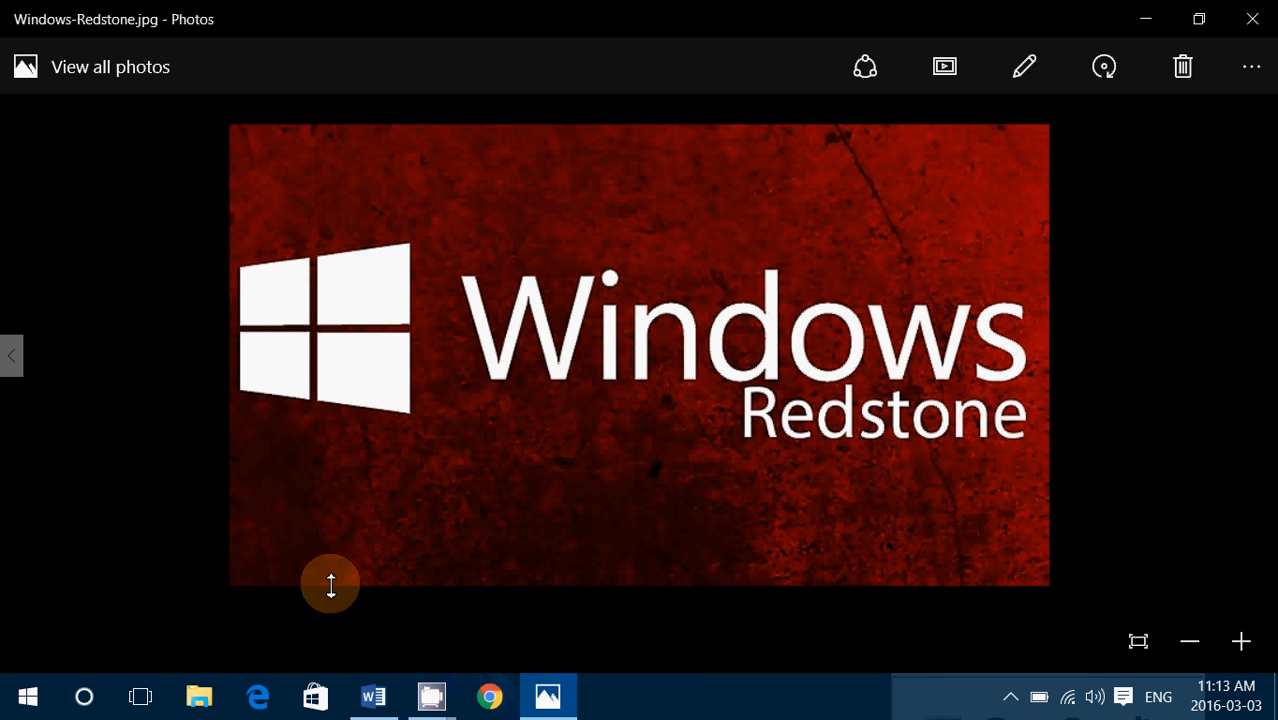 Windows-Redstone.jpg - Photos
View all photos
Windows
Redstone
ENG
11:13 AM
2016-03-03